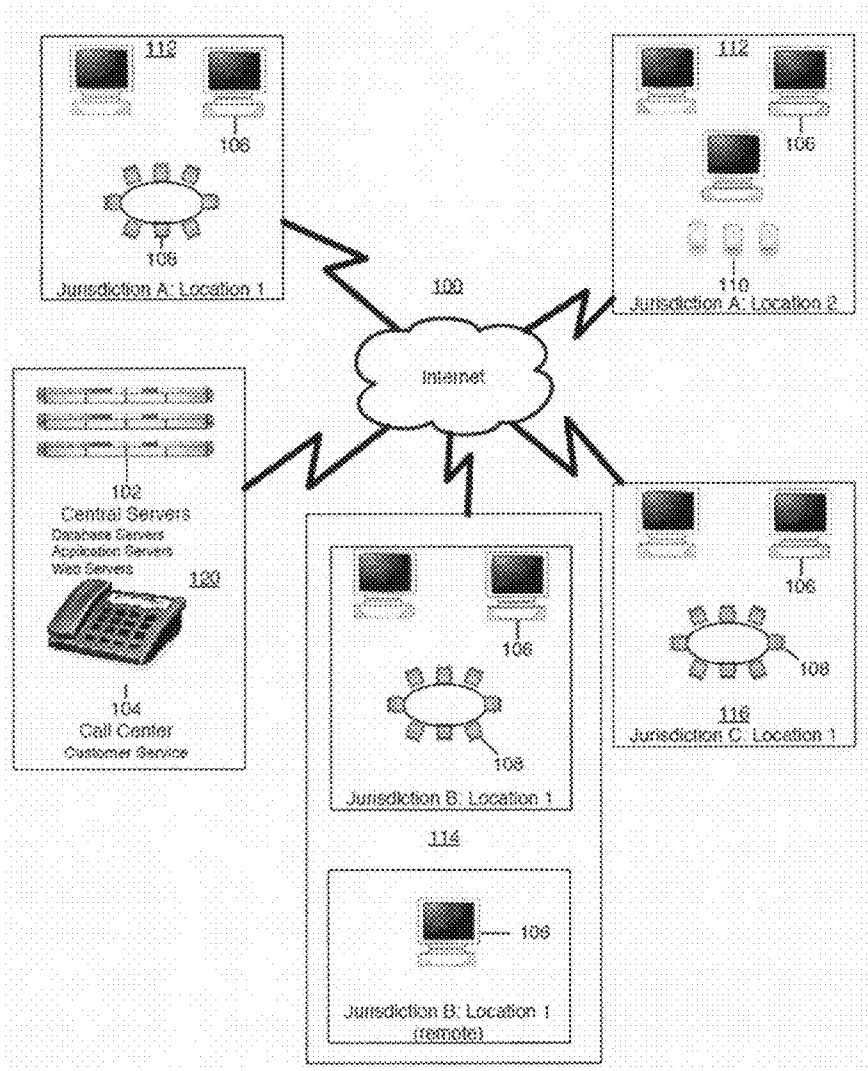 112
106
108
Jurisdiction A: Location 1
112
106
110
Jurisdiction A: Location 2
100
Internet
102
Central Servers
Database Servers
Application Servers
Web Servers
120
104
Call Center
Customer Service
106
108
Jurisdiction B: Location 1
114
106
Jurisdiction B: Location 1
(remote)
106
108
116
Jurisdiction C: Location 1